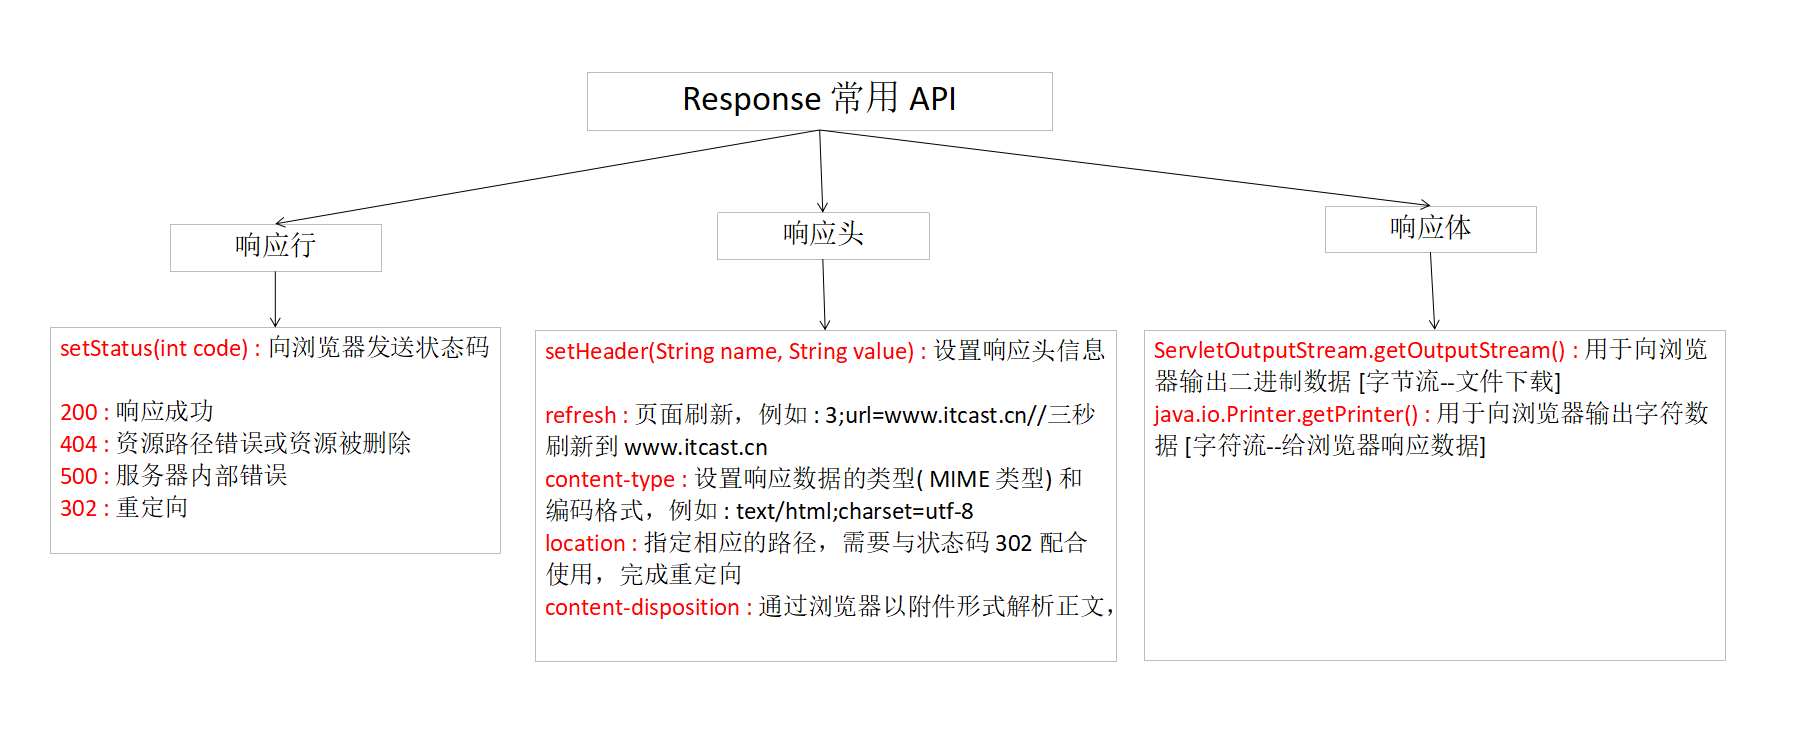 Response 常用 API
响应行
响应头
响应体
setStatus(int code) : 向浏览器发送状态码
200 : 响应成功
404 : 资源路径错误或资源被删除
500 : 服务器内部错误
302 : 重定向
setHeader(String name, String value) : 设置响应头信息
refresh : 页面刷新，例如 : 3;url=www.itcast.cn//三秒
刷新到 www.itcast.cn
content-type : 设置响应数据的类型( MIME 类型) 和
编码格式，例如 : text/html;charset=utf-8
location : 指定相应的路径，需要与状态码 302 配合
使用，完成重定向
content-disposition : 通过浏览器以附件形式解析正文，
ServletOutputStream.getOutputStream() : 用于向浏览
器输出二进制数据 [字节流--文件下载]
java.io.Printer.getPrinter() : 用于向浏览器输出字符数
据 [字符流--给浏览器响应数据]